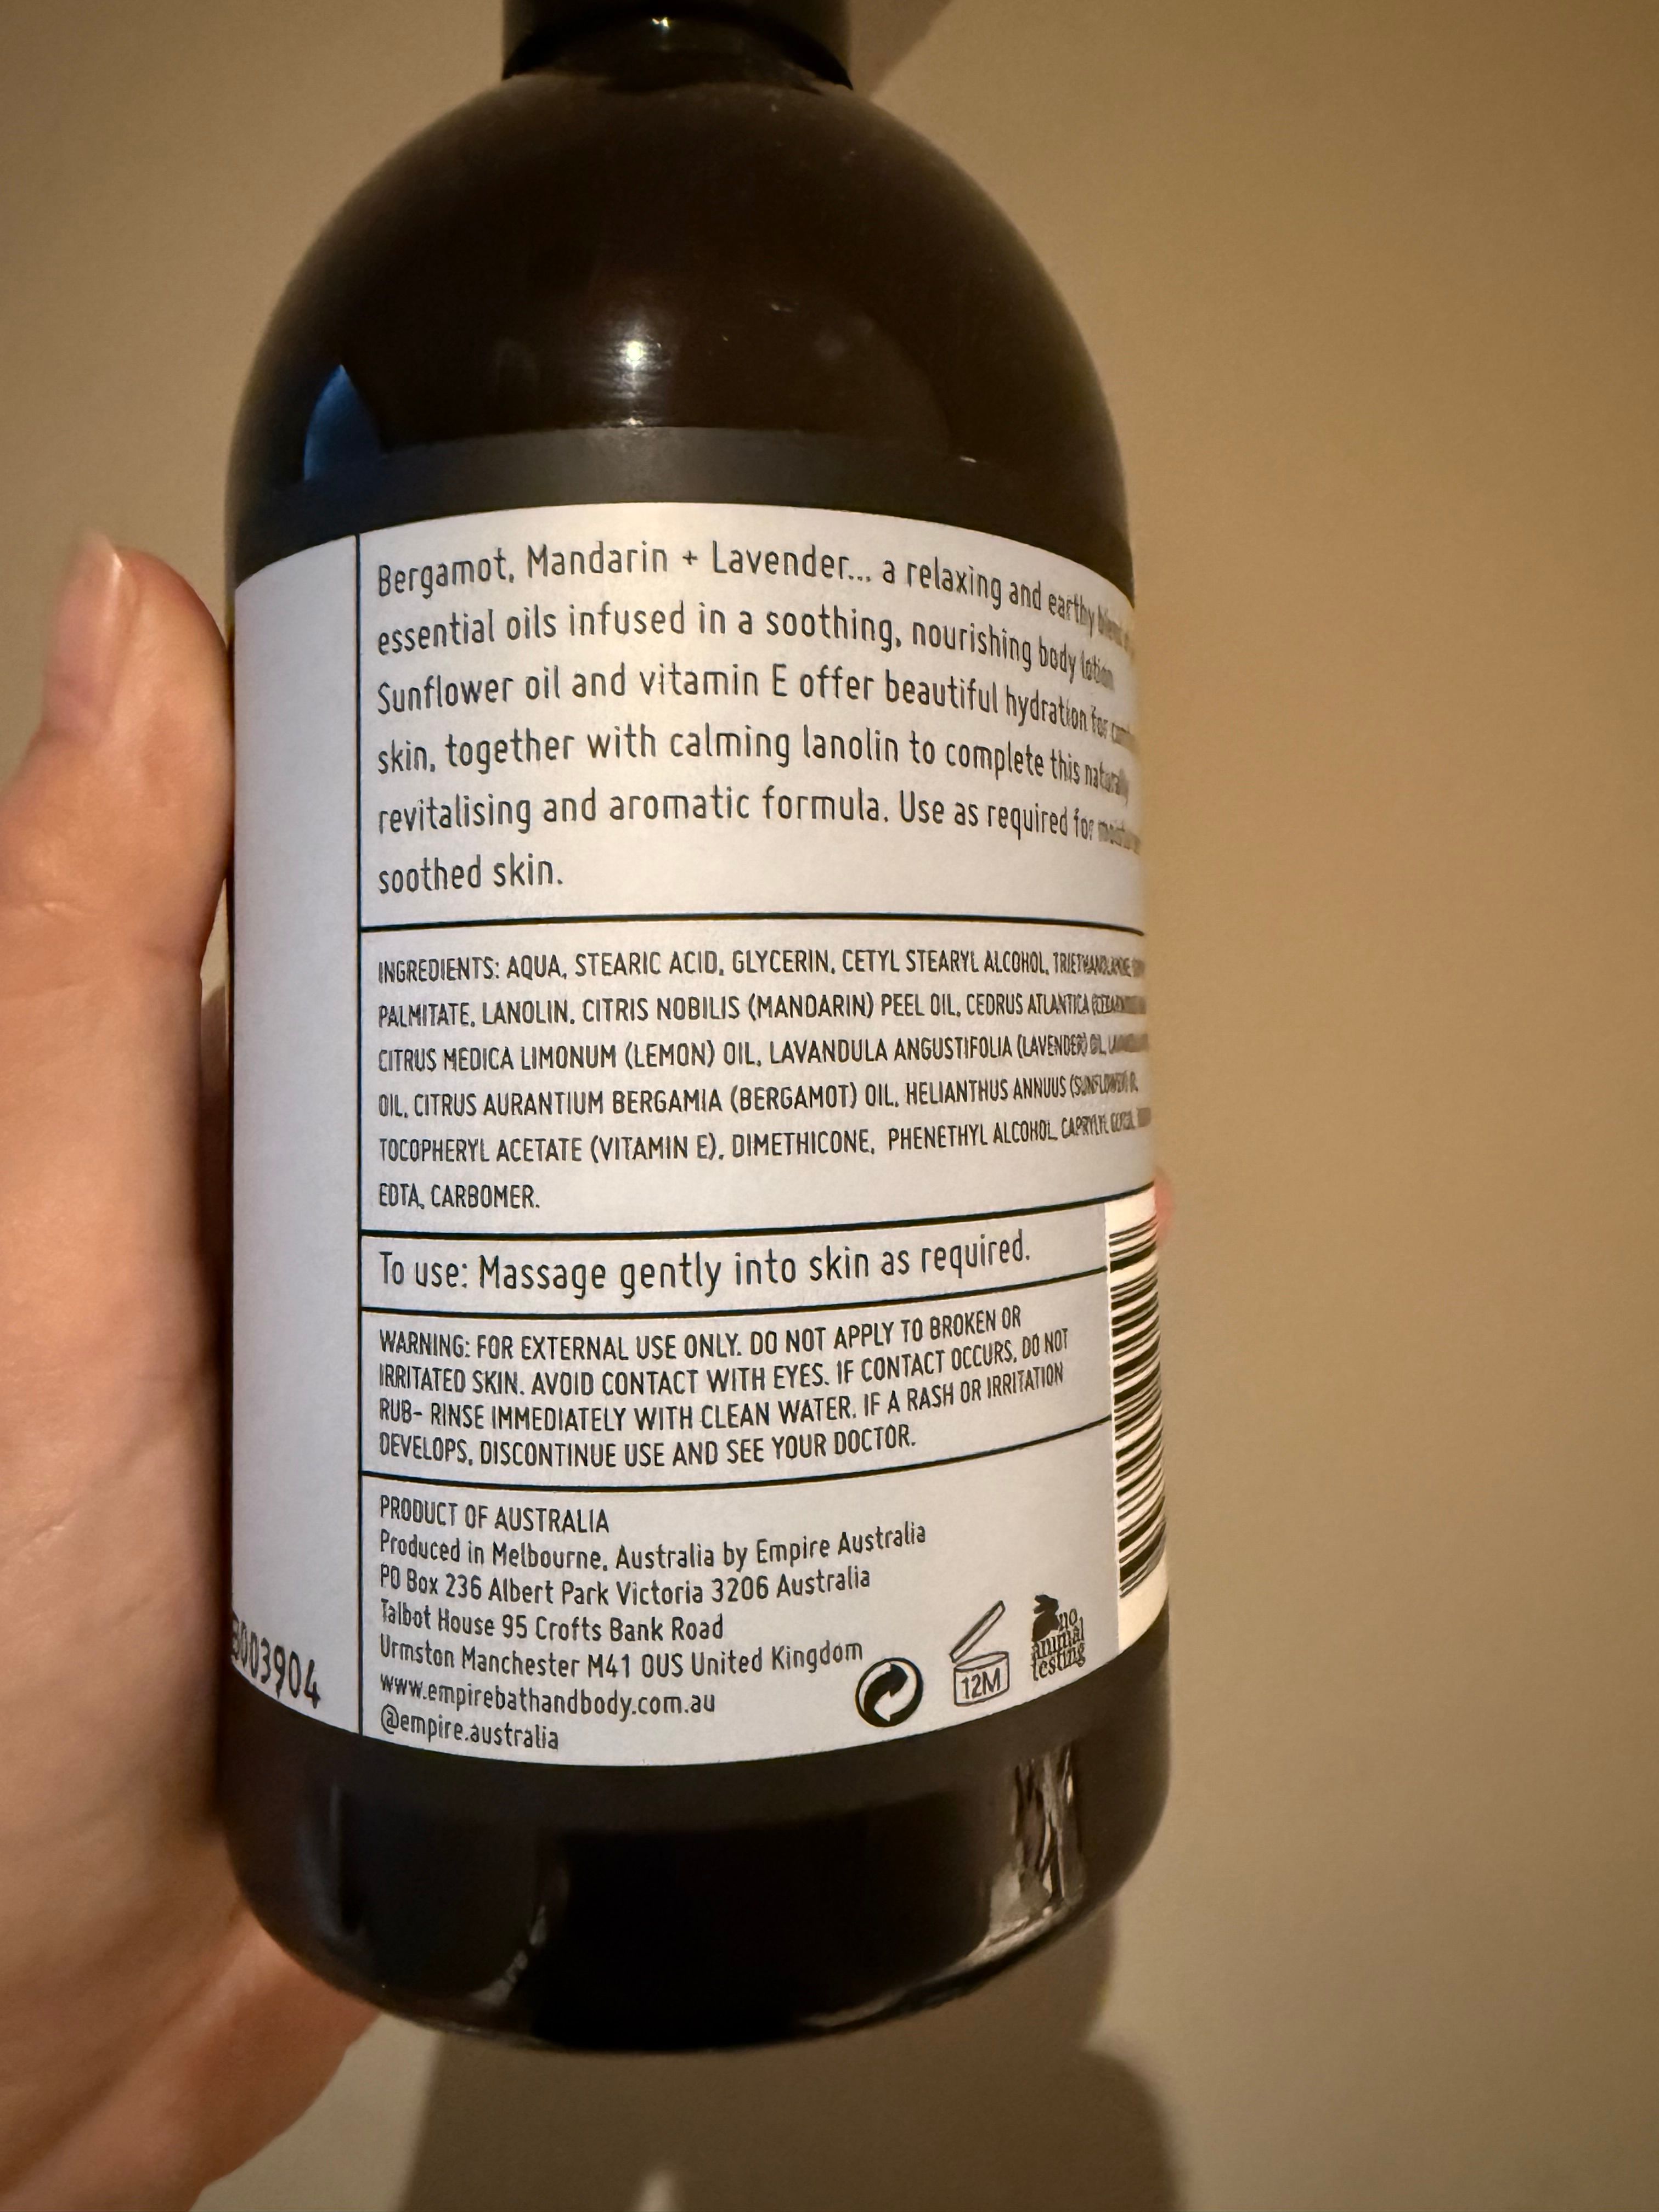 Bergamot, Mandarin + Lavender... a relaxing and earthy
essential oils infused in a soothing, nourishing body lotion
Sunflower oil and vitamin E offer beautiful hydration for
skin, together with calming lanolin to complete this naturally
revitalising and aromatic formula. Use as required for
soothed skin.
INGREDIENTS: AQUA, STEARIC ACID, GLYCERIN, CETYL STEARYL ALCOHOL,
PALMITATE, LANOLIN, CITRIS NOBILIS (MANDARIN) PEEL OIL, CEDRUS ATLANTICA
CITRUS MEDICA LIMONUM (LEMON) OIL, LAVANDULA ANGUSTIFOLIA (LAVENDER) OIL,
OIL, CITRUS AURANTIUM BERGAMIA (BERGAMOT) OIL, HELIANTHUS ANNUUS (SUNFLOWER)
TOCOPHERYL ACETATE (VITAMIN E), DIMETHICONE, PHENETHYL ALCOHOL, CAPRYLYL
EDTA, CARBOMER.
To use: Massage gently into skin as required.
WARNING: FOR EXTERNAL USE ONLY. DO NOT APPLY TO BROKEN OR
IRRITATED SKIN. AVOID CONTACT WITH EYES. IF CONTACT OCCURS, DO NOT
RUB- RINSE IMMEDIATELY WITH CLEAN WATER. IF A RASH OR IRRITATION
DEVELOPS, DISCONTINUE USE AND SEE YOUR DOCTOR.
PRODUCT OF AUSTRALIA
Produced in Melbourne, Australia by Empire Australia
PO Box 236 Albert Park Victoria 3206 Australia
Talbot House 95 Crofts Bank Road
Urmston Manchester M41 0US United Kingdom
www.empirebathandbody.com.au
@empire.australia
12M
no
animal
testing